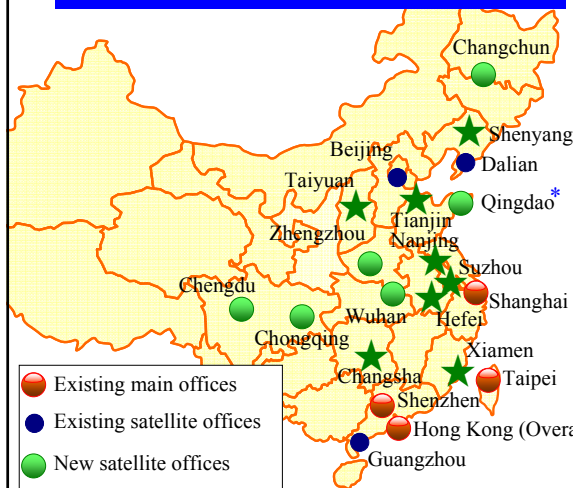 Changchun
Shenyang
Beijing
Dalian
Taiyuan
Qingdao*
Tianjin
Zhengzhou
Nanjing
Suzhou
Chengdu
Shanghai
Wuhan
Hefei
Chongqing
Xiamen
Changsha
Taipei
Existing main offices
Shenzhen
Existing satellite offices
Hong Kong (Overa
Guangzhou
New satellite offices